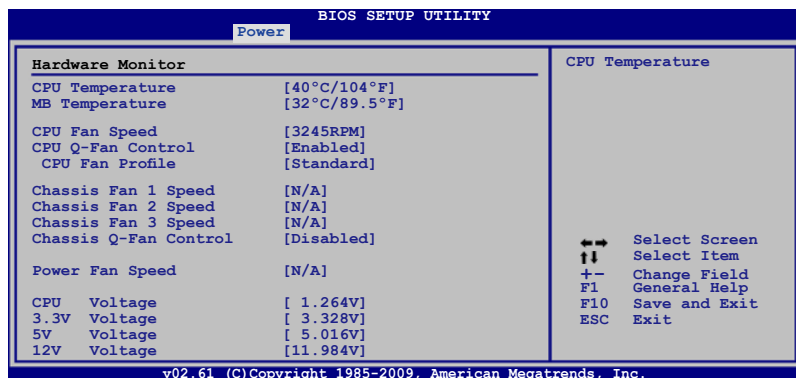 BIOS SETUP UTILITY
Power
Hardware Monitor
CPU Temperature [40°C/104°F]
MB Temperature [32°C/89.5°F]
CPU Fan Speed [3245RPM]
CPU Q-Fan Control [Enabled]
CPU Fan Profile [Standard]
Chassis Fan 1 Speed [N/A]
Chassis Fan 2 Speed [N/A]
Chassis Fan 3 Speed [N/A]
Chassis Q-Fan Control [Disabled]
Power Fan Speed [N/A]
CPU Voltage [ 1.264V]
3.3V Voltage [ 3.328V]
5V Voltage [ 5.016V]
12V Voltage [11.984V]
CPU Temperature
←→ Select Screen
↑↓ Select Item
+- Change Field
F1 General Help
F10 Save and Exit
ESC Exit
v02.61 (C)Copyright 1985-2009, American Megatrends, Inc.